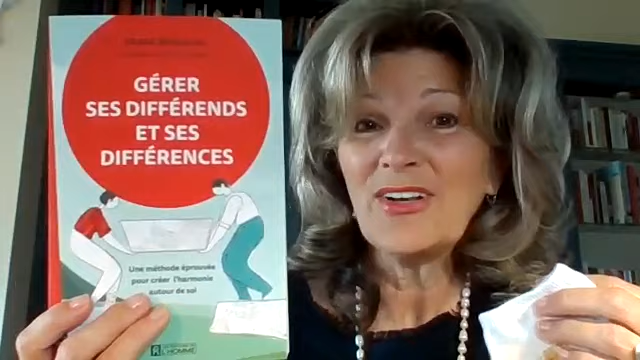 GÉRER
SES DIFFÉRENDS
ET SES
DIFFÉRENCES
Une méthode éprouvée
pour créer l'harmonie
autour de soi
L'HOMME